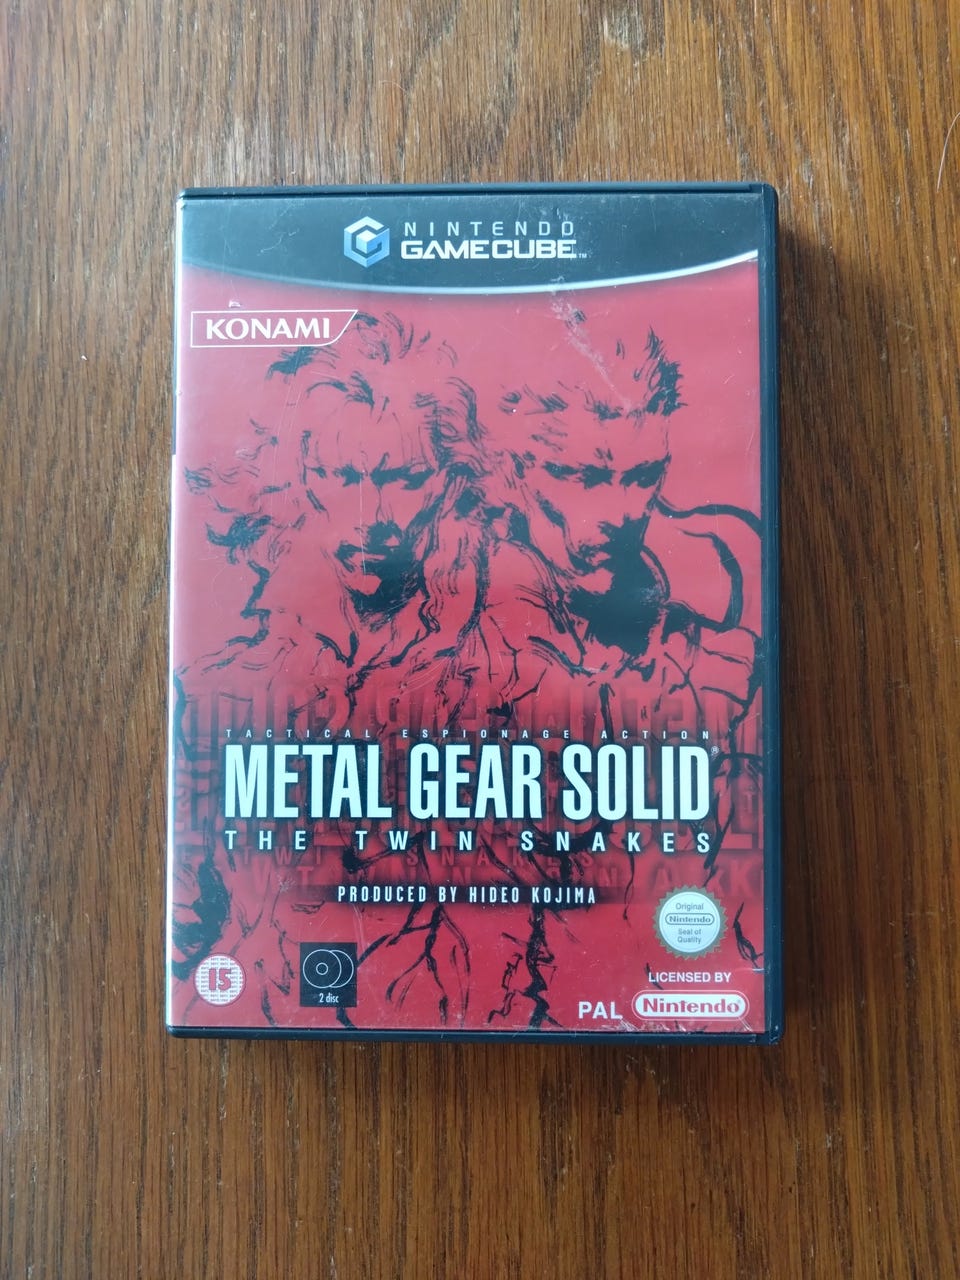 NINTENDO
GAMECUBE™
KONAMI
TACTICAL ESPIONAGE ACTION
METAL GEAR SOLID®
THE TWIN SNAKES
PRODUCED BY HIDEO KOJIMA
Original
Nintendo
Seal of
Quality
15
2 disc
LICENSED BY
PAL Nintendo®